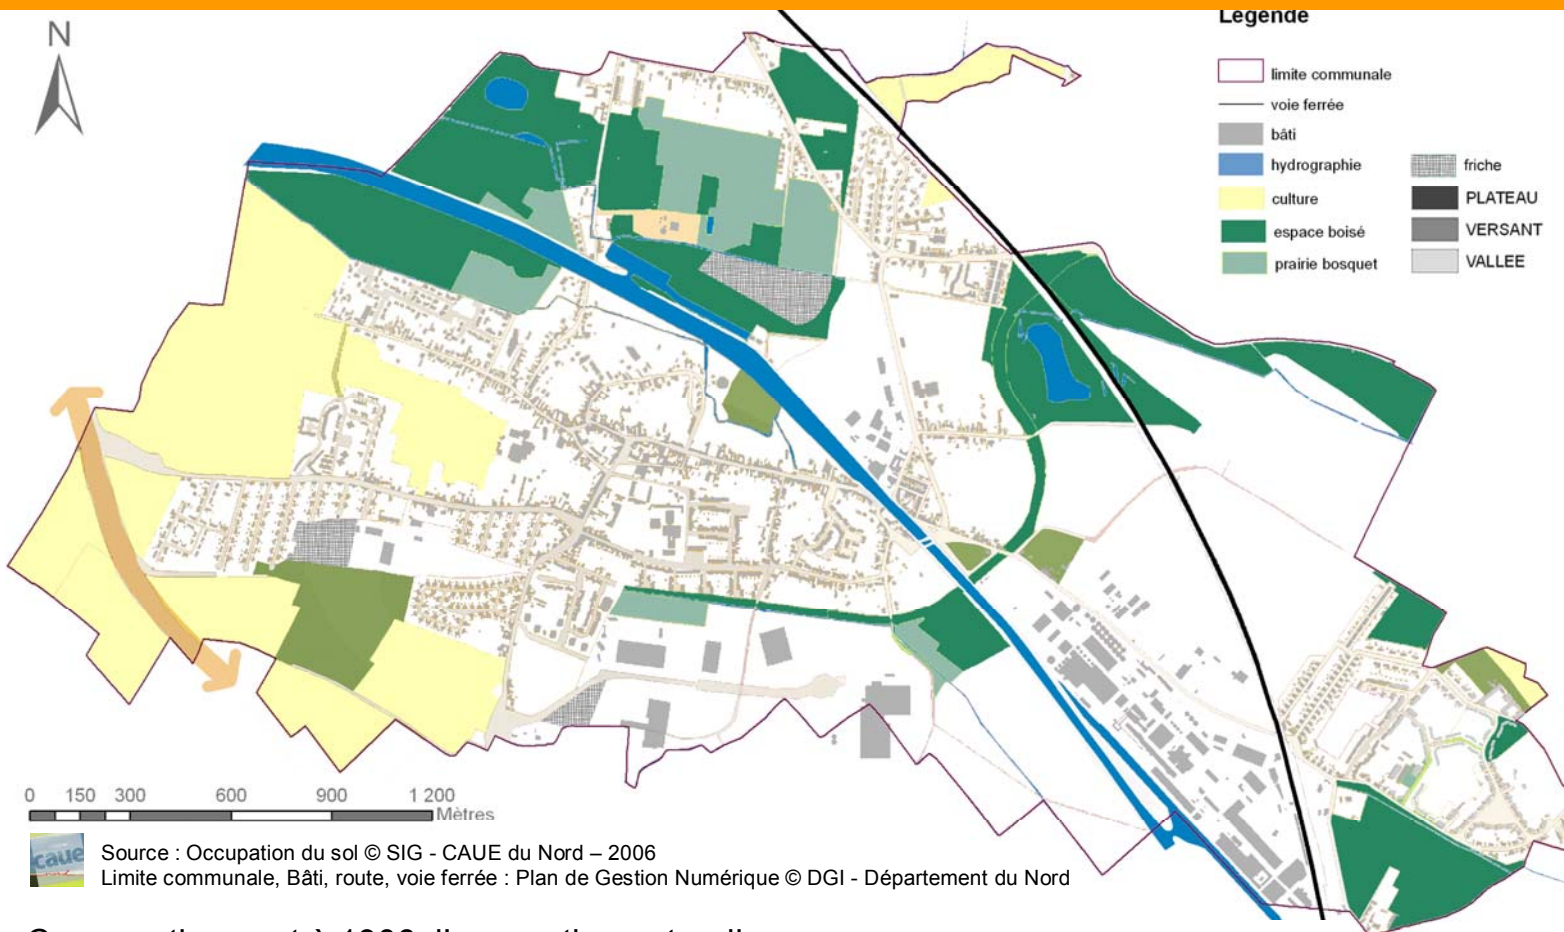 Légende
N
limite communale
voie ferrée
bâti
hydrographie
friche
culture
PLATEAU
espace boisé
VERSANT
prairie bosquet
VALLEE
0 150 300 600 900 1 200
Mètres
caue
Source : Occupation du sol © SIG - CAUE du Nord – 2006
Limite communale, Bâti, route, voie ferrée : Plan de Gestion Numérique © DGI - Département du Nord